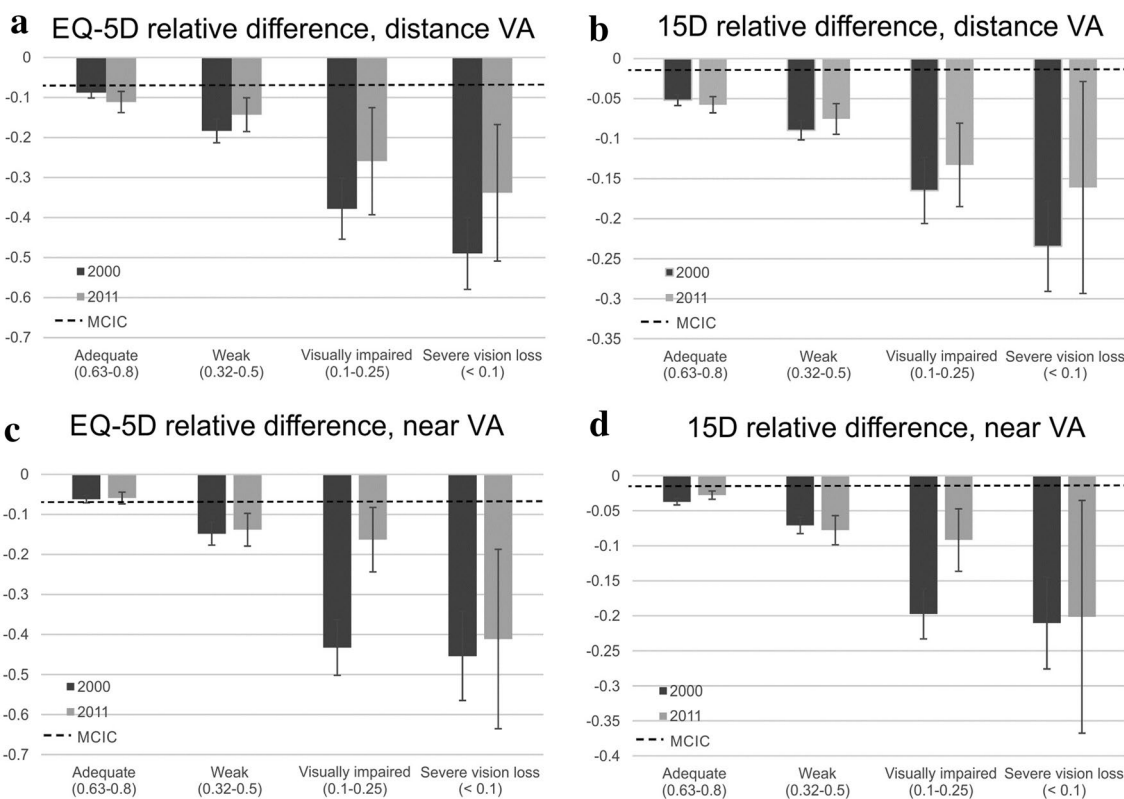 a EQ-5D relative difference, distance VA
0
-0.1
-0.2
-0.3
-0.4
-0.5
-0.6
-0.7
2000
2011
MCIC
Adequate Weak Visually impaired Severe vision loss
(0.63-0.8) (0.32-0.5) (0.1-0.25) (< 0.1)
b 15D relative difference, distance VA
0
-0.05
-0.1
-0.15
-0.2
-0.25
-0.3
-0.35
2000
2011
MCIC
Adequate Weak Visually impaired Severe vision loss
(0.63-0.8) (0.32-0.5) (0.1-0.25) (< 0.1)
c EQ-5D relative difference, near VA
0
-0.1
-0.2
-0.3
-0.4
-0.5
-0.6
-0.7
2000
2011
MCIC
Adequate Weak Visually impaired Severe vision loss
(0.63-0.8) (0.32-0.5) (0.1-0.25) (< 0.1)
d 15D relative difference, near VA
0
-0.05
-0.1
-0.15
-0.2
-0.25
-0.3
-0.35
-0.4
2000
2011
MCIC
Adequate Weak Visually impaired Severe vision loss
(0.63-0.8) (0.32-0.5) (0.1-0.25) (< 0.1)